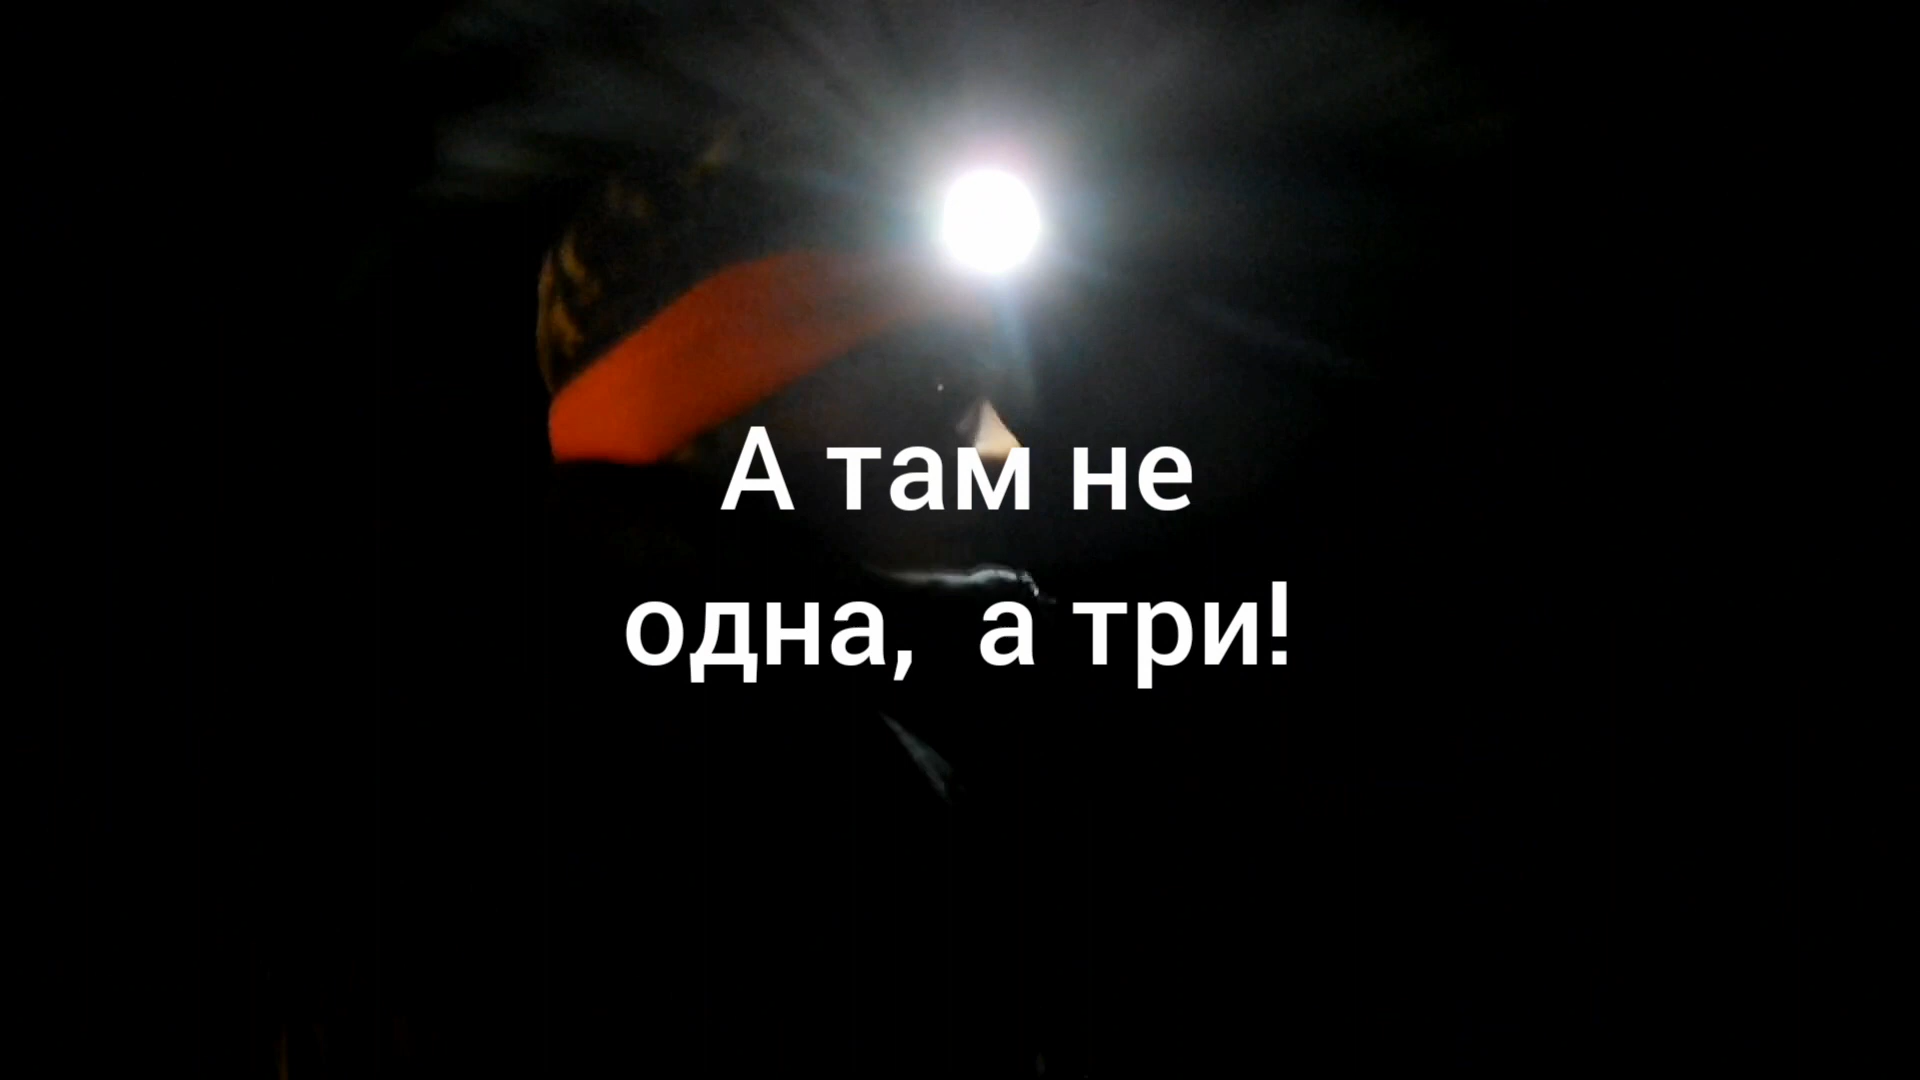 А там не
одна,  а три!